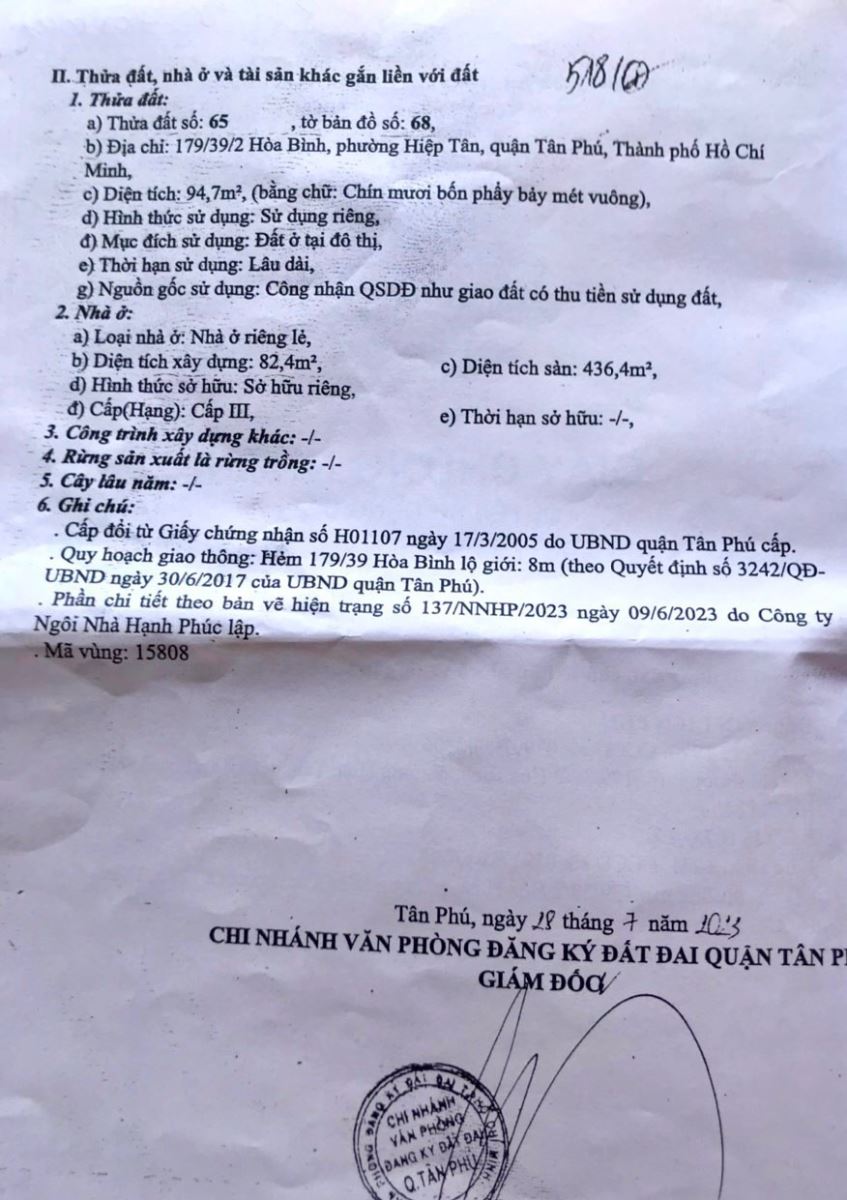 518/
II. Thửa đất, nhà ở và tài sản khác gắn liền với đất
1. Thửa đất:
a) Thửa đất số: 65 , tờ bản đồ số: 68,
b) Địa chỉ: 179/39/2 Hòa Bình, phường Hiệp Tân, quận Tân Phú, Thành phố Hồ Chí
Minh,
c) Diện tích: 94,7m², (bằng chữ: Chín mươi bốn phẩy bảy mét vuông),
d) Hình thức sử dụng: Sử dụng riêng,
đ) Mục đích sử dụng: Đất ở tại đô thị,
e) Thời hạn sử dụng: Lâu dài,
g) Nguồn gốc sử dụng: Công nhận QSDĐ như giao đất có thu tiền sử dụng đất,
2. Nhà ở:
a) Loại nhà ở: Nhà ở riêng lẻ,
b) Diện tích xây dựng: 82,4m², c) Diện tích sàn: 436,4m²,
d) Hình thức sở hữu: Sở hữu riêng,
đ) Cấp(Hạng): Cấp III, e) Thời hạn sở hữu: -/-,
3. Công trình xây dựng khác: -/-
4. Rừng sản xuất là rừng trồng: -/-
5. Cây lâu năm: -/-
6. Ghi chú:
. Cấp đổi từ Giấy chứng nhận số H01107 ngày 17/3/2005 do UBND quận Tân Phú cấp.
. Quy hoạch giao thông: Hẻm 179/39 Hòa Bình lộ giới: 8m (theo Quyết định số 3242/QĐ-
UBND ngày 30/6/2017 của UBND quận Tân Phú).
. Phần chi tiết theo bản vẽ hiện trạng số 137/NNHP/2023 ngày 09/6/2023 do Công ty
Ngôi Nhà Hạnh Phúc lập.
. Mã vùng: 15808
Tân Phú, ngày 28 tháng 7 năm 2023
CHI NHÁNH VĂN PHÒNG ĐĂNG KÝ ĐẤT ĐAI QUẬN TÂN PH
GIÁM ĐỐC
PHÒNG ĐĂNG KÝ ĐẤT ĐAI
CHI NHÁNH
VĂN PHÒNG
ĐĂNG KÝ ĐẤT ĐAI
Q.TÂN PHÚ